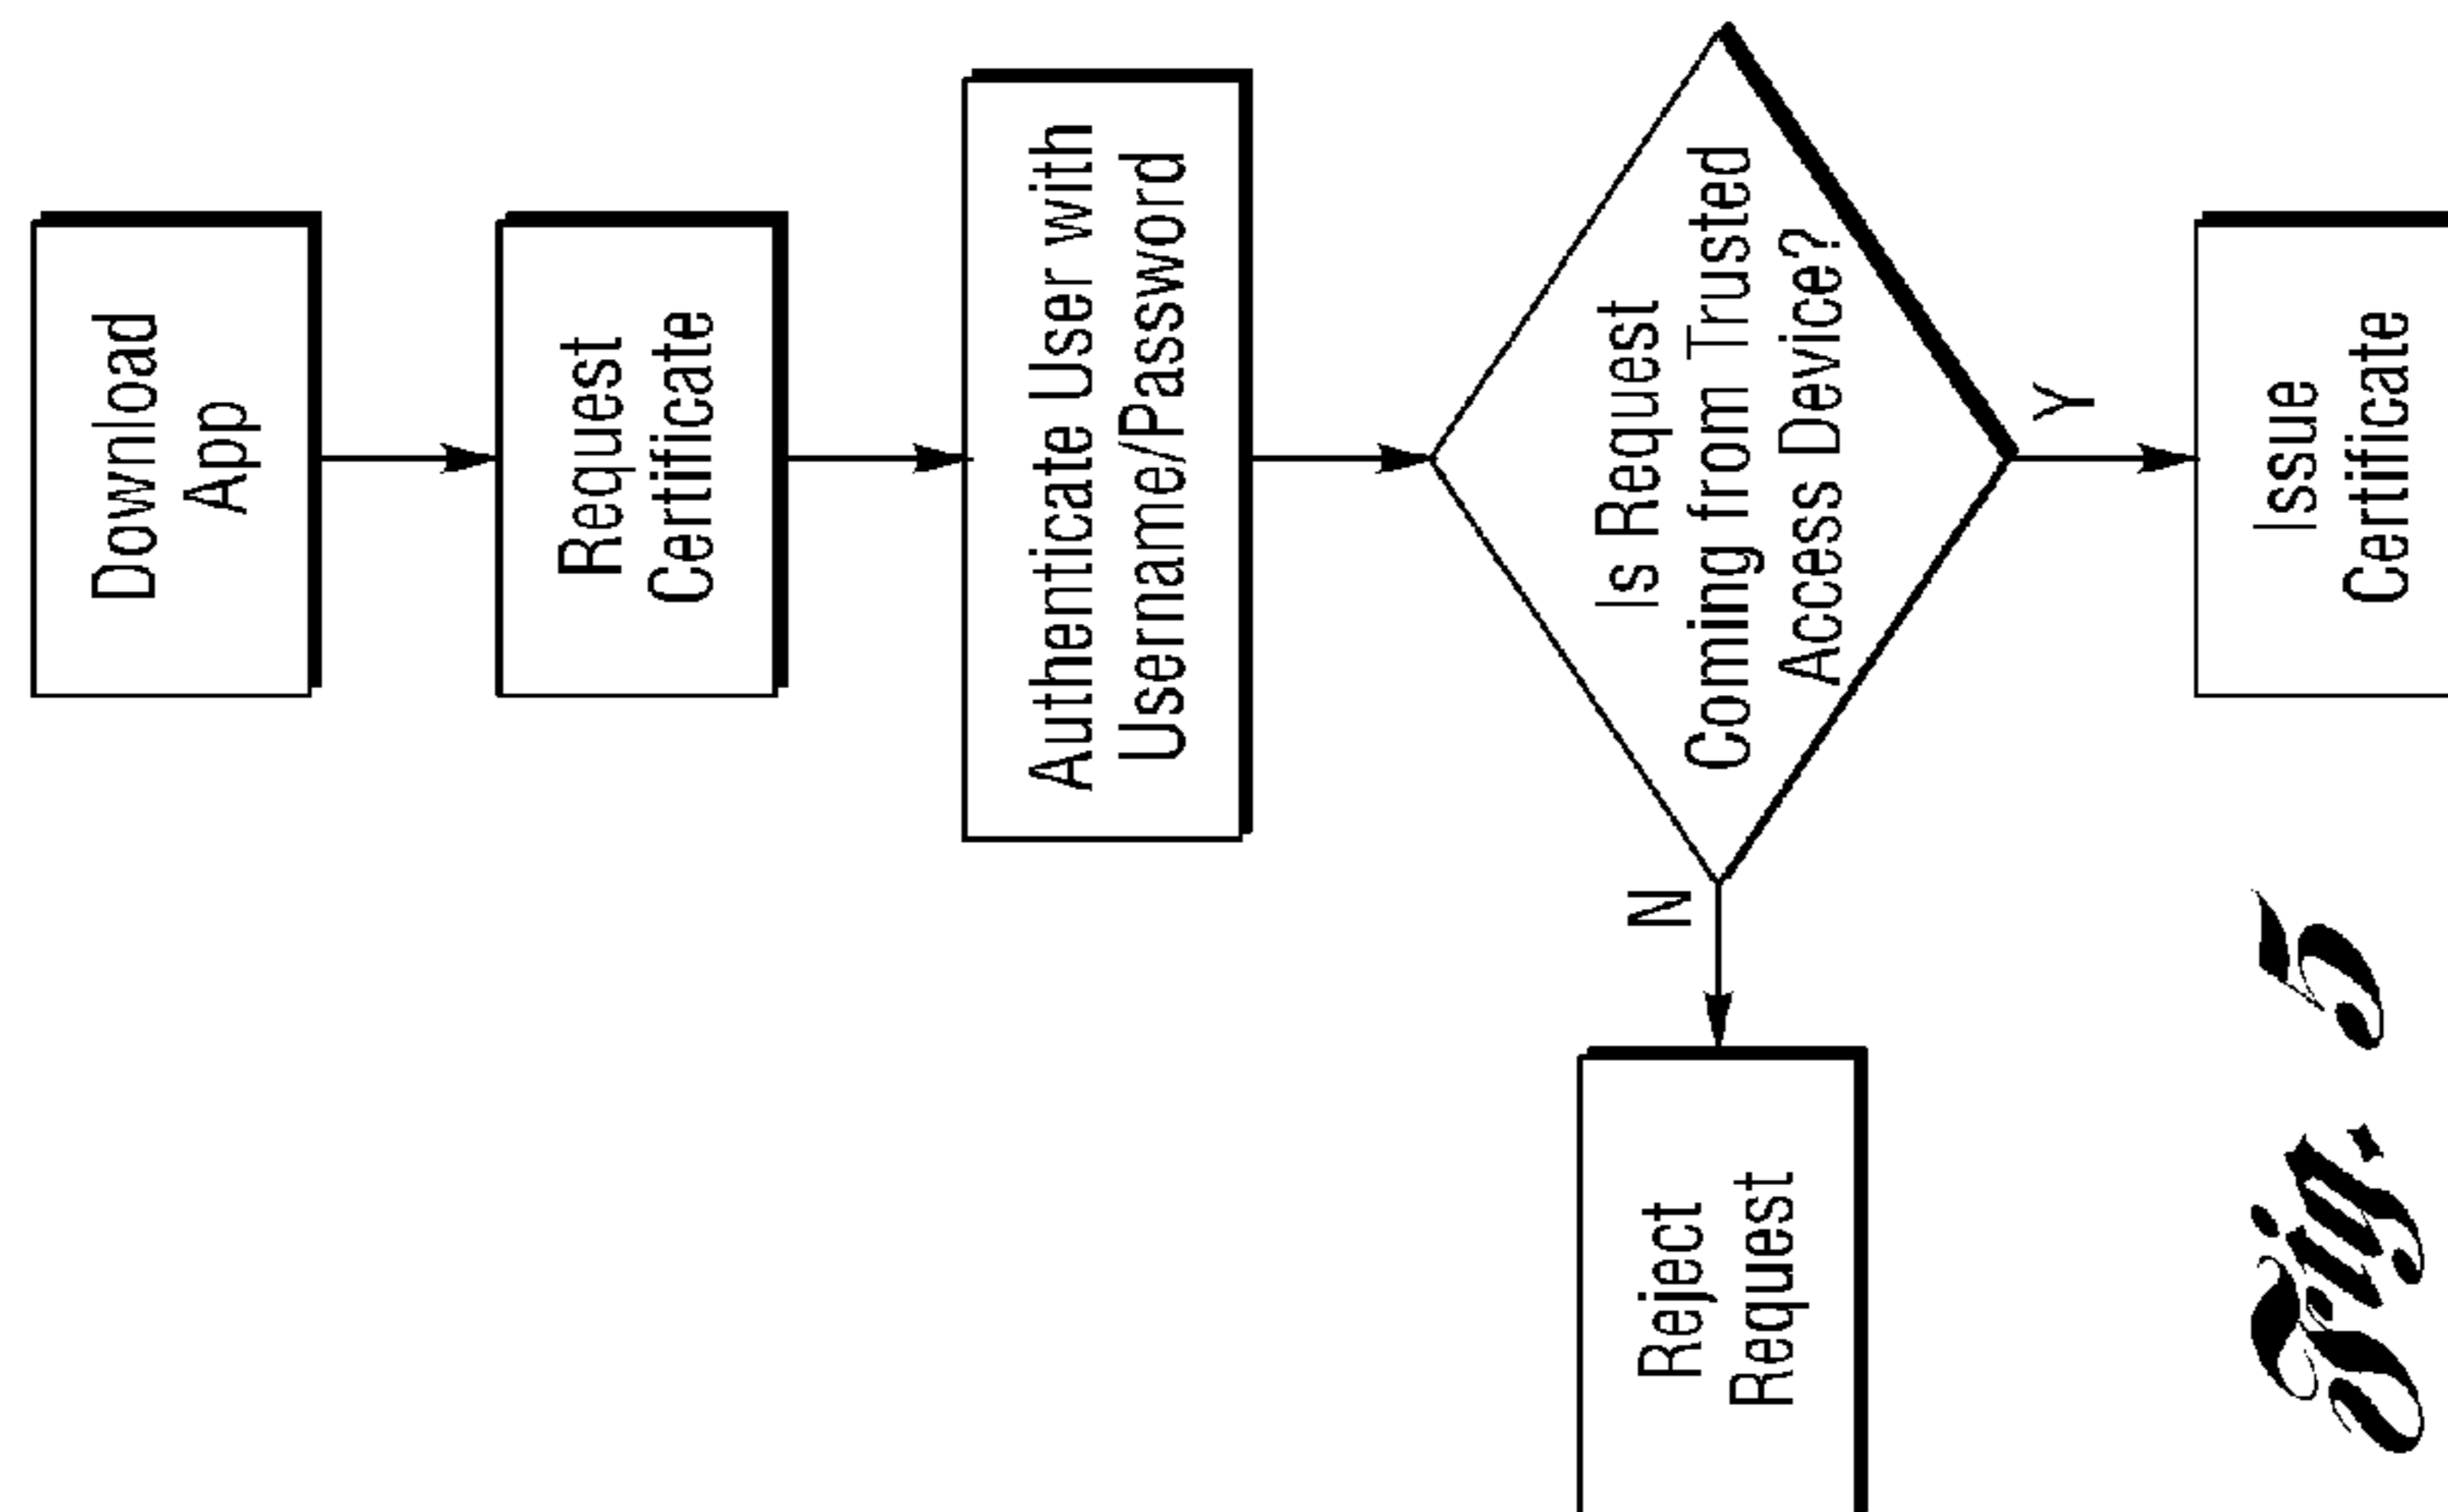 Download
App
Request
Certificate
Authenticate User with
Username/Password
Is Request
Coming from Trusted
Access Device?
N
Y
Reject
Request
Issue
Certificate
Fig. 5